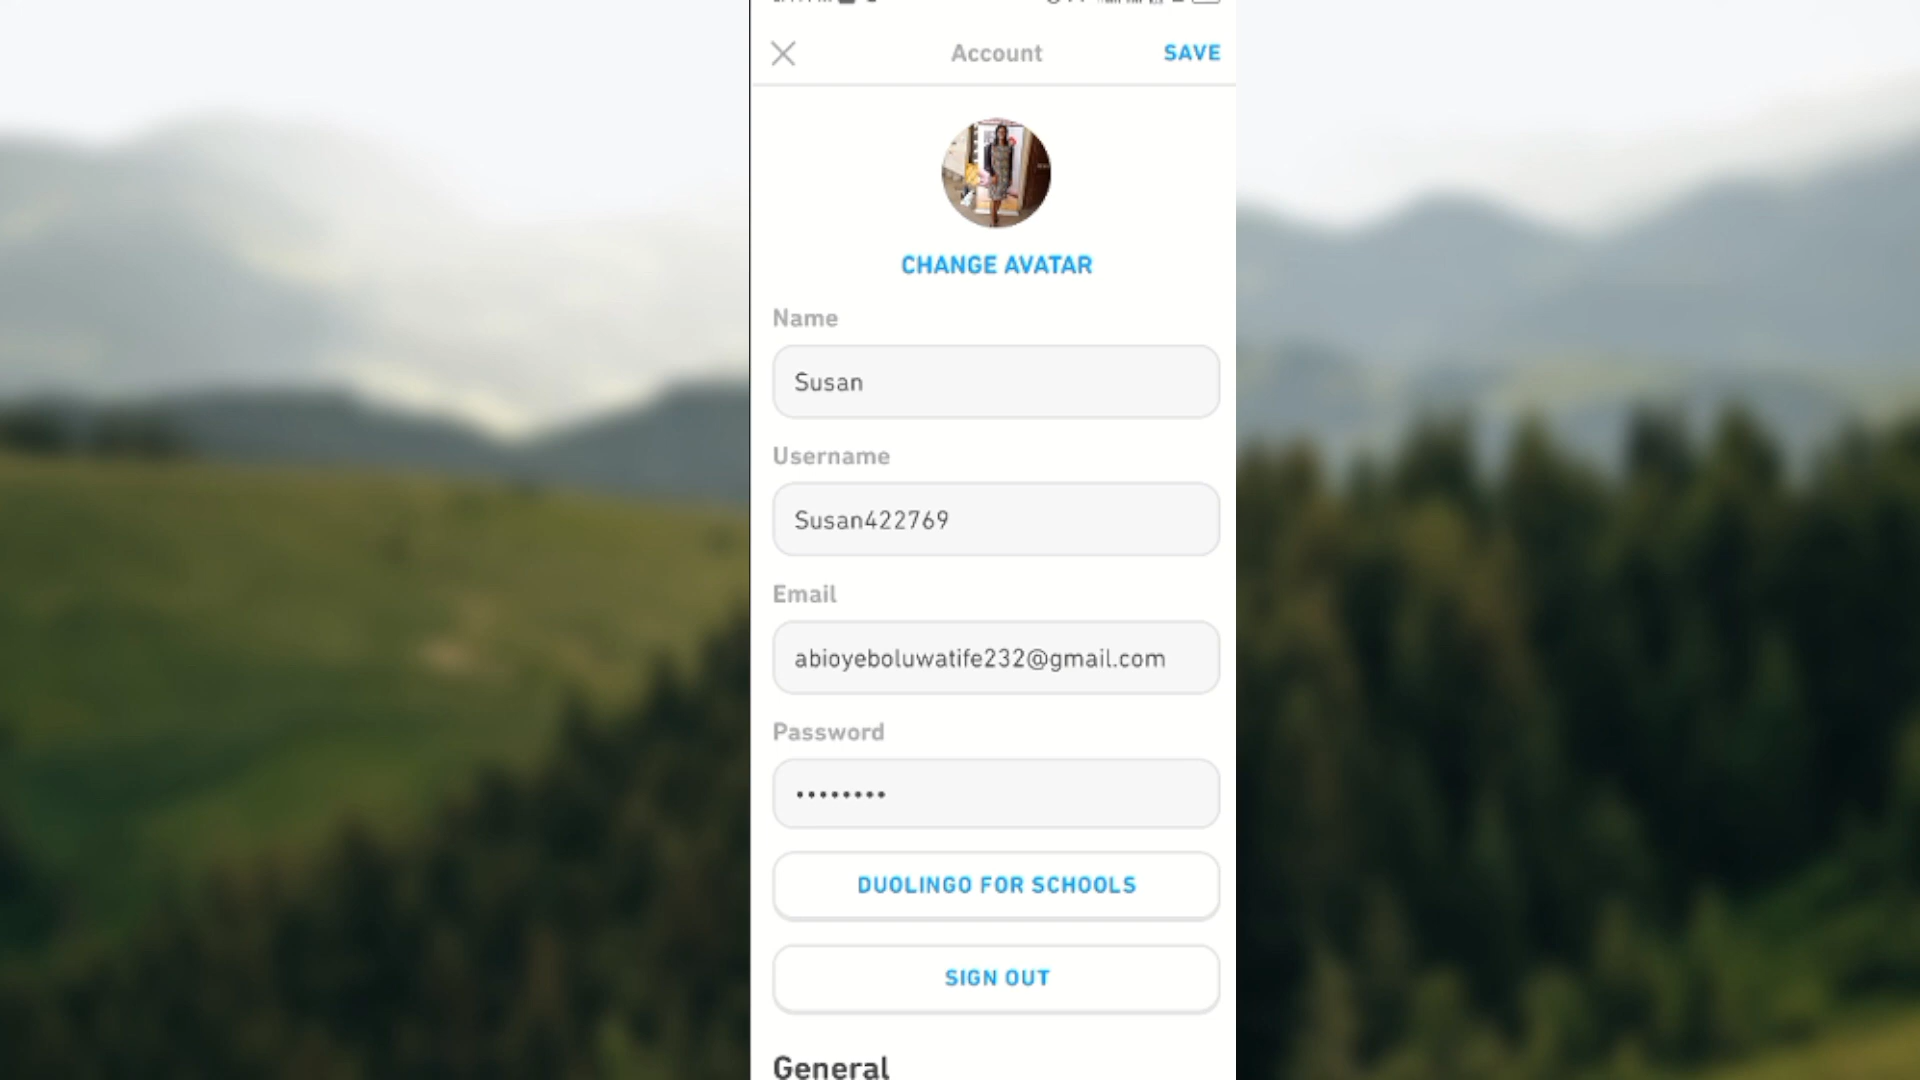 Account
SAVE
CHANGE AVATAR
Name
Susan
Username
Susan422769
Email
abioyeboluwatife232@gmail.com
Password
••••••••
DUOLINGO FOR SCHOOLS
SIGN OUT
General